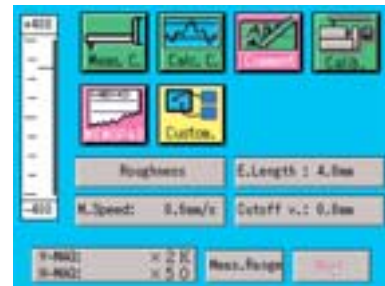 +400
Meas. C.
Calc. C.
Comment
Calib.
Custom.
Roughness
E.Length : 4.0mm
-400
M.Speed: 0.6mm/s
Cutoff v.: 0.8mm
V-MAG: ×2K
H-MAG: ×50
Meas.Range